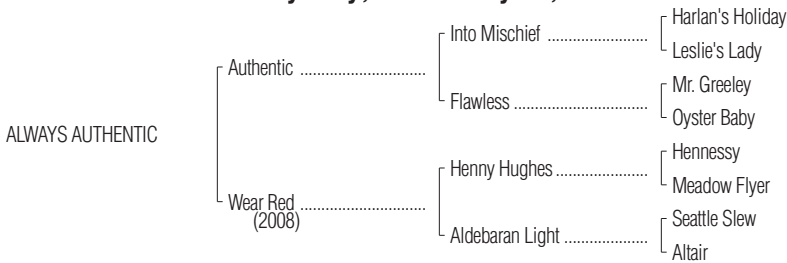 Harlan's Holiday
Into Mischief ........................
Leslie's Lady
Authentic ..............................
Mr. Greeley
Flawless ................................
Oyster Baby
ALWAYS AUTHENTIC
Hennessy
Henny Hughes ......................
Meadow Flyer
Wear Red ..............................
(2008)
Seattle Slew
Aldebaran Light ....................
Altair